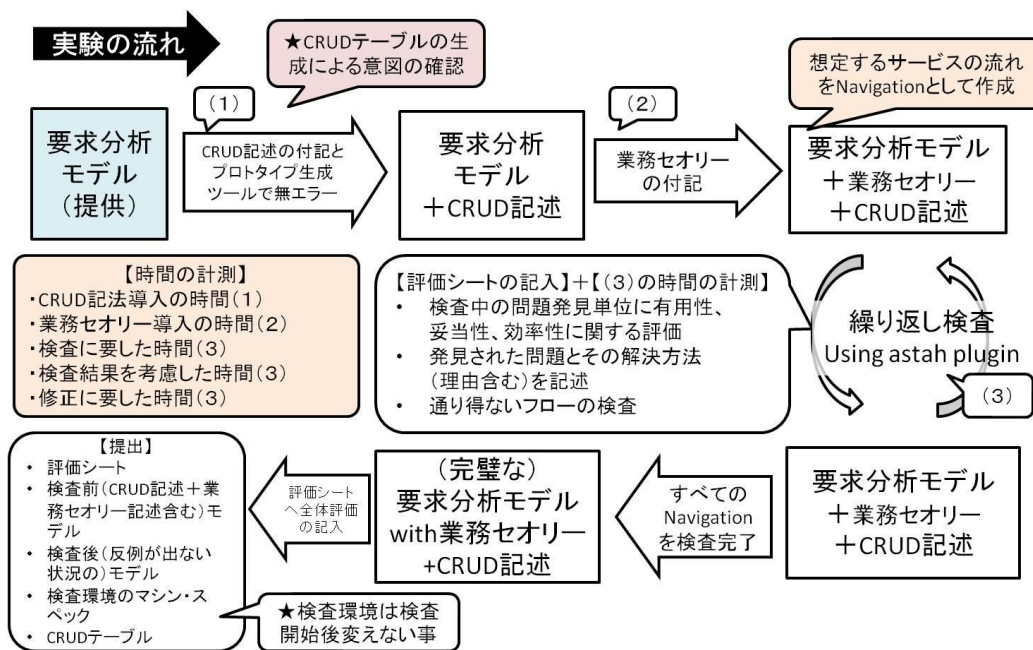 実験の流れ
★CRUDテーブルの生
成による意図の確認
想定するサービスの流れ
をNavigationとして作成
(1)
(2)
要求分析
モデル
(提供)
CRUD記述の付記と
プロトタイプ生成
ツールで無エラー
要求分析
モデル
+CRUD記述
業務セオリー
の付記
要求分析モデル
+業務セオリー
+CRUD記述
【時間の計測】
・CRUD記法導入の時間(1)
・業務セオリー導入の時間(2)
・検査に要した時間(3)
・検査結果を考慮した時間(3)
・修正に要した時間(3)
【評価シートの記入】+【(3)の時間の計測】
• 検査中の問題発見単位に有用性、
妥当性、効率性に関する評価
• 発見された問題とその解決方法
(理由含む)を記述
• 通り得ないフローの検査
繰り返し検査
Using astah plugin
(3)
【提出】
• 評価シート
• 検査前(CRUD記述+業
務セオリー記述含む)モ
デル
• 検査後(反例が出ない
状況の)モデル
• 検査環境のマシン・ス
ペック
• CRUDテーブル
評価シート
へ全体評価
の記入
(完璧な)
要求分析モデル
with業務セオリー
+CRUD記述
すべての
Navigation
を検査完了
要求分析モデル
+業務セオリー
+CRUD記述
★検査環境は検査
開始後変えない事